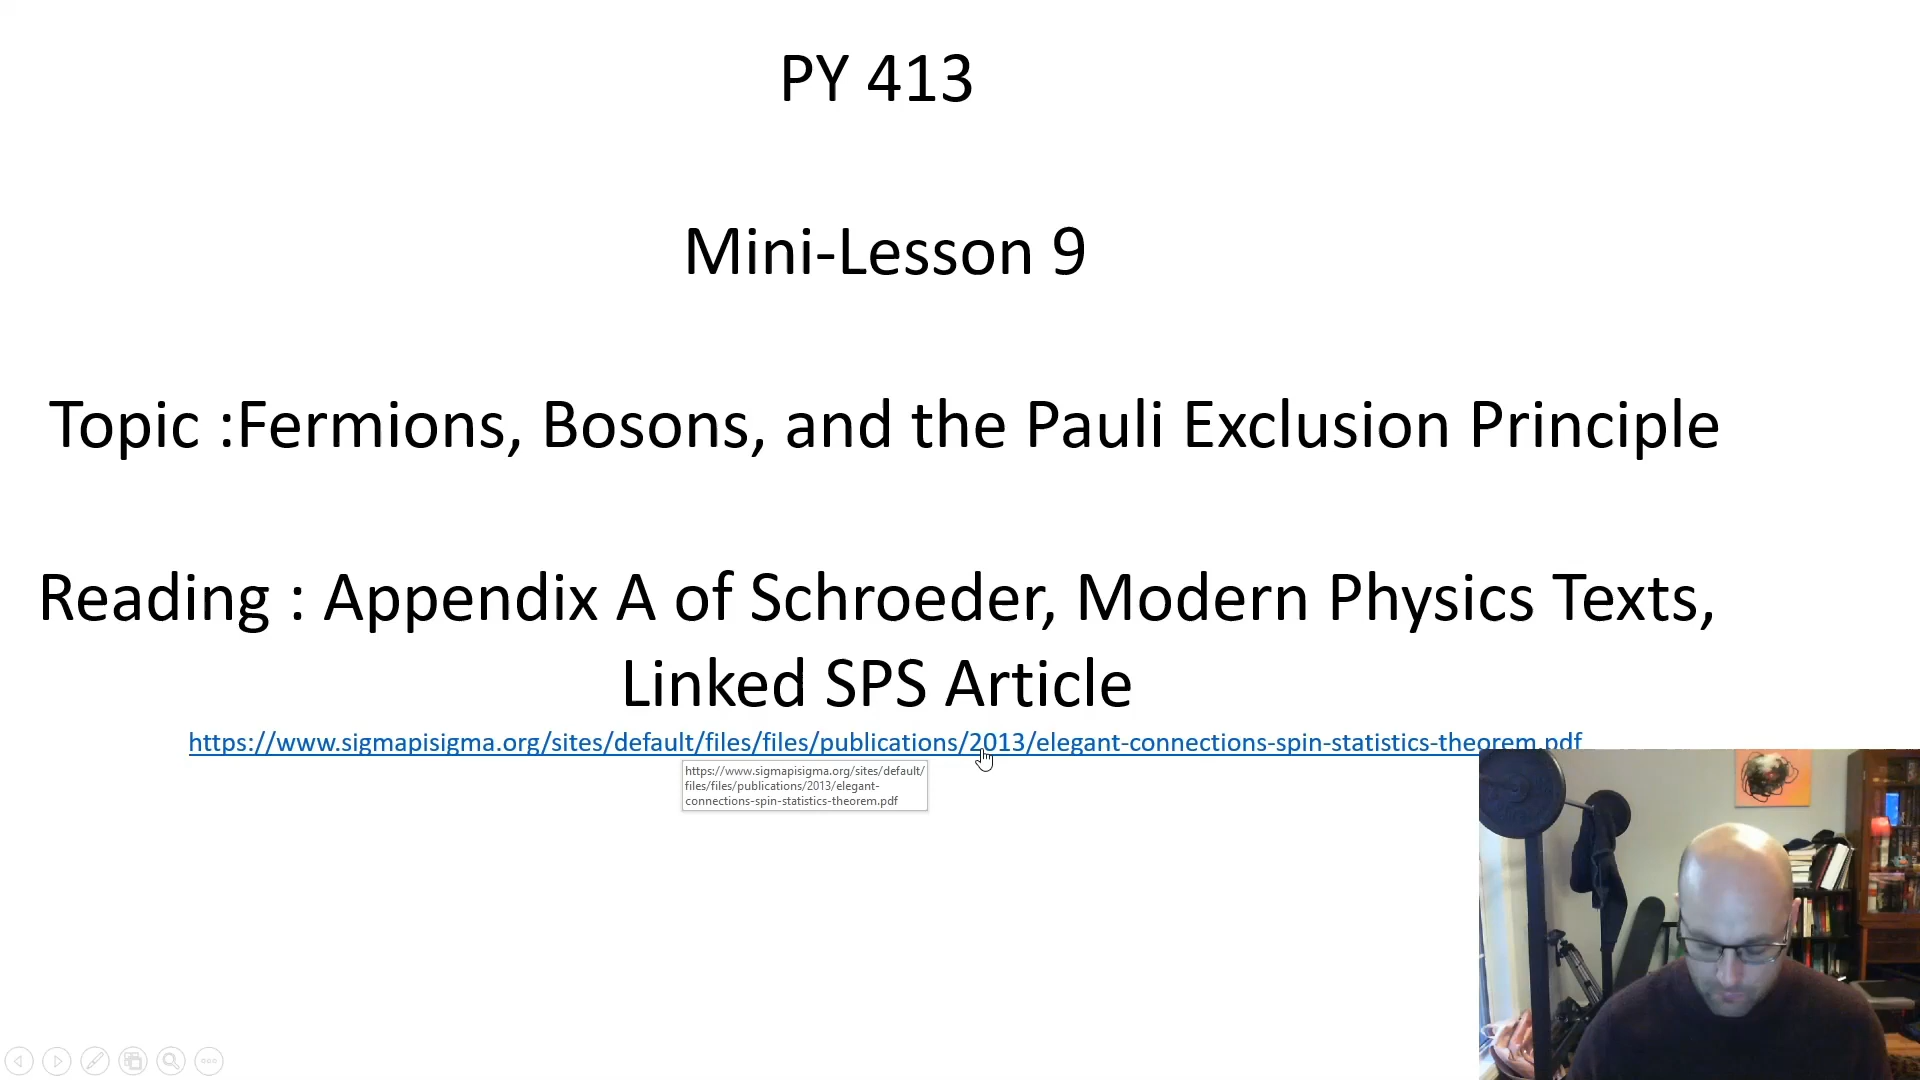 PY 413
Mini-Lesson 9
Topic :Fermions, Bosons, and the Pauli Exclusion Principle
Reading : Appendix A of Schroeder, Modern Physics Texts,
Linked SPS Article
https://www.sigmapisigma.org/sites/default/files/files/publications/2013/elegant-connections-spin-statistics-theorem.pdf
https://www.sigmapisigma.org/sites/default/
files/files/publications/2013/elegant-
connections-spin-statistics-theorem.pdf